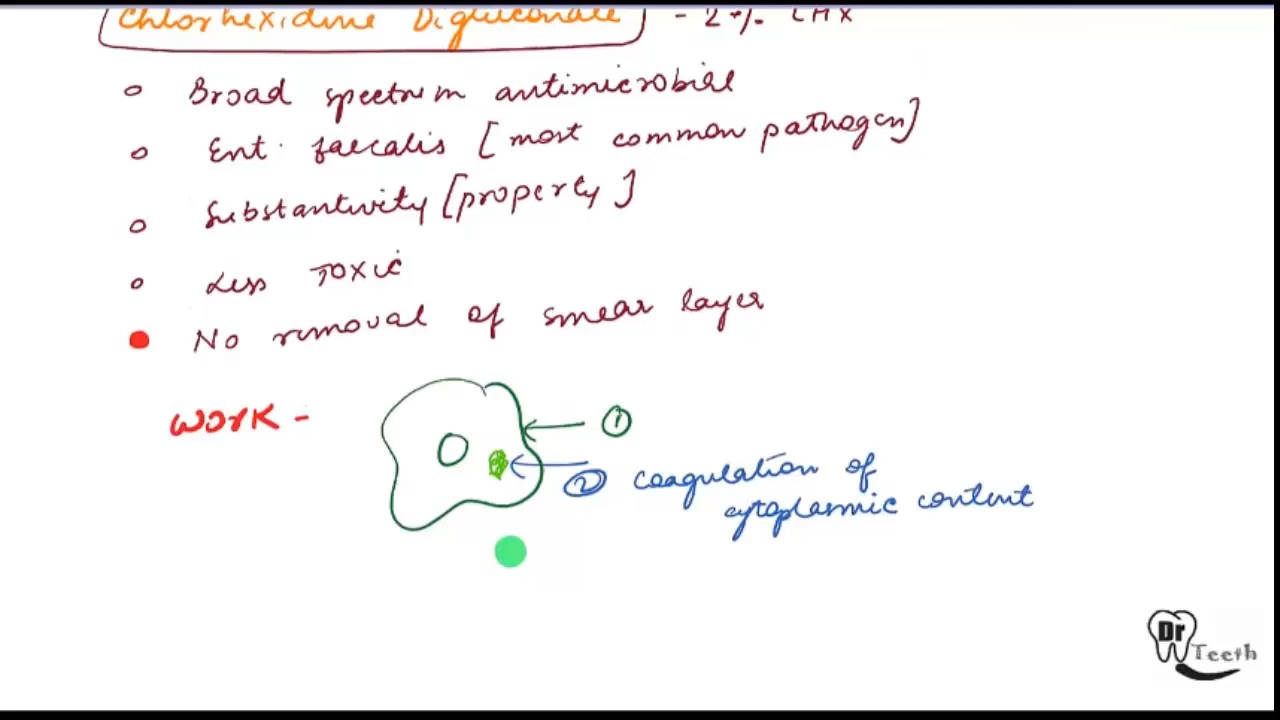 Chlorhexidine Digluconate - 2% CHX
Broad spectrum antimicrobial
Ent. faecalis [most common pathogen]
Substantivity [property]
Less Toxic
No removal of smear layer
Work -
1
2 coagulation of
cytoplasmic content
Dr
Teeth